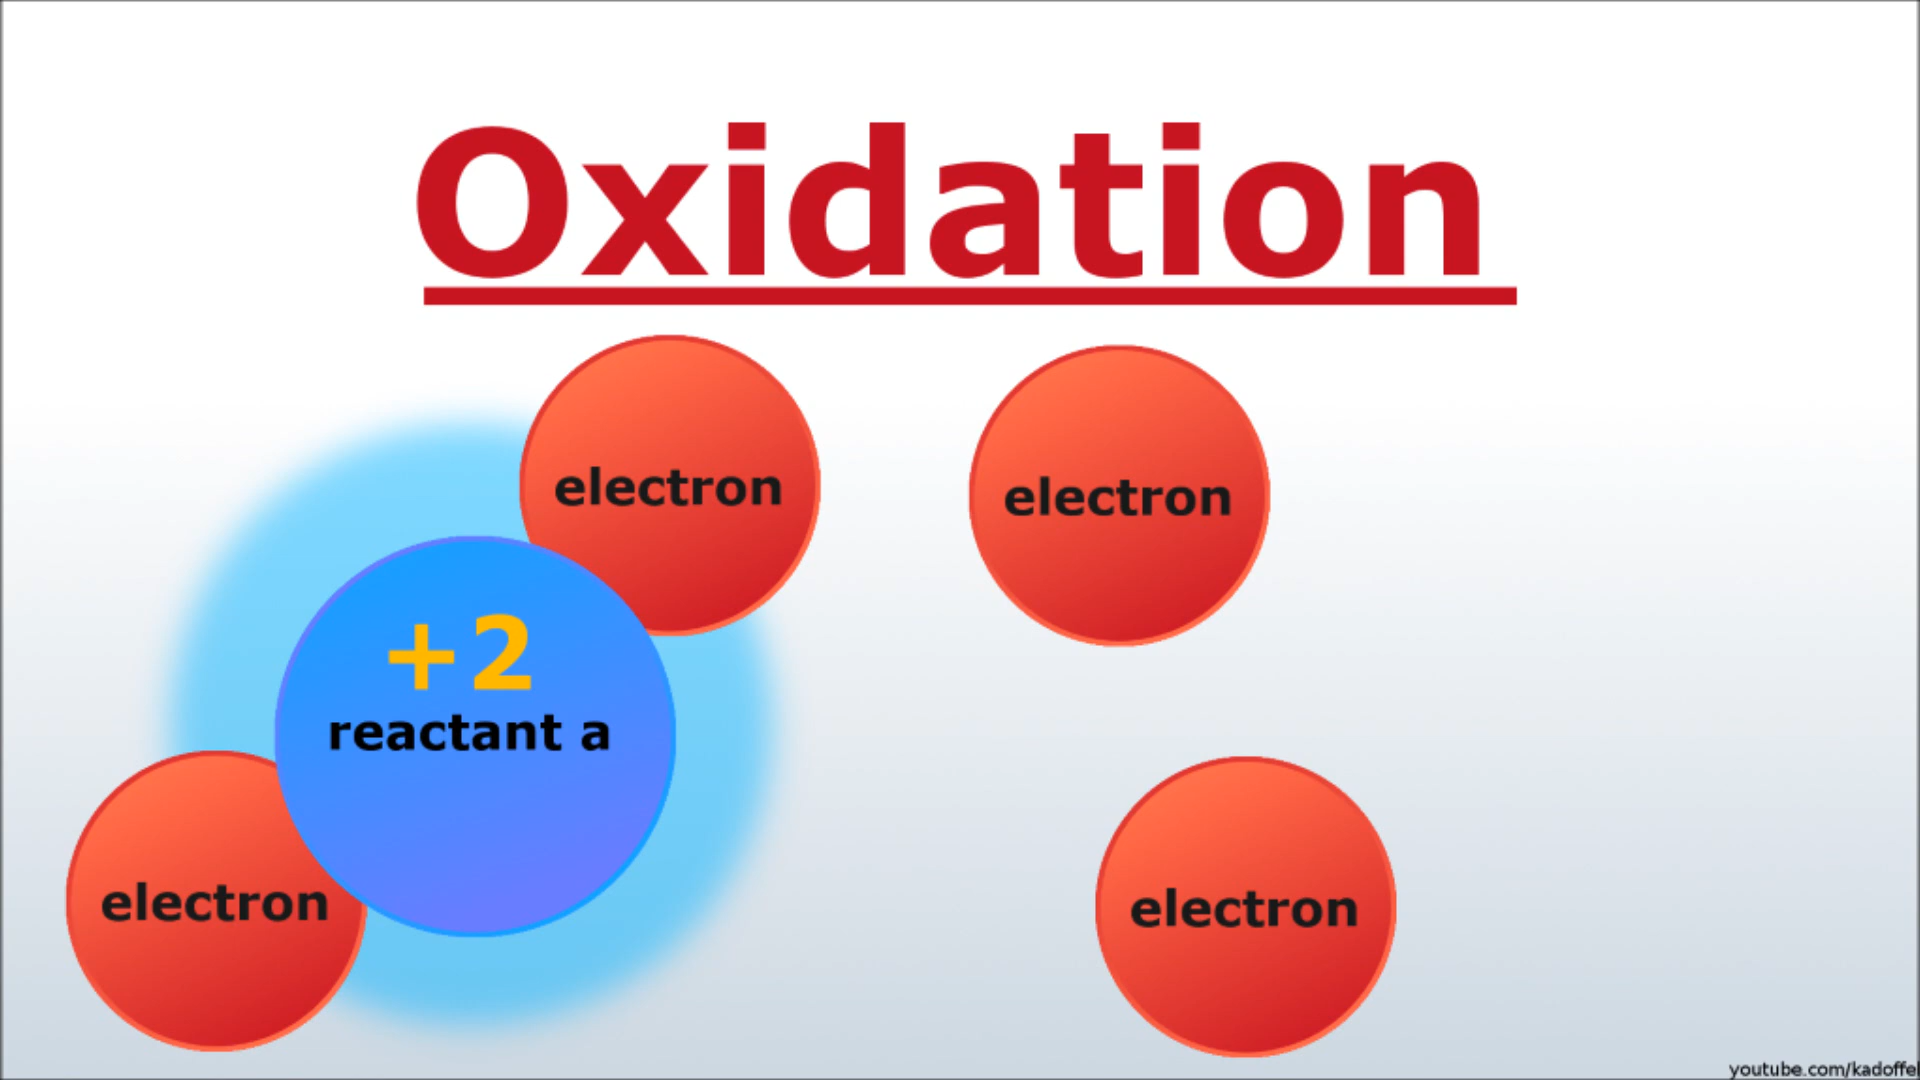 Oxidation
electron
electron
+2
reactant a
electron
electron
youtube.com/kadoffe